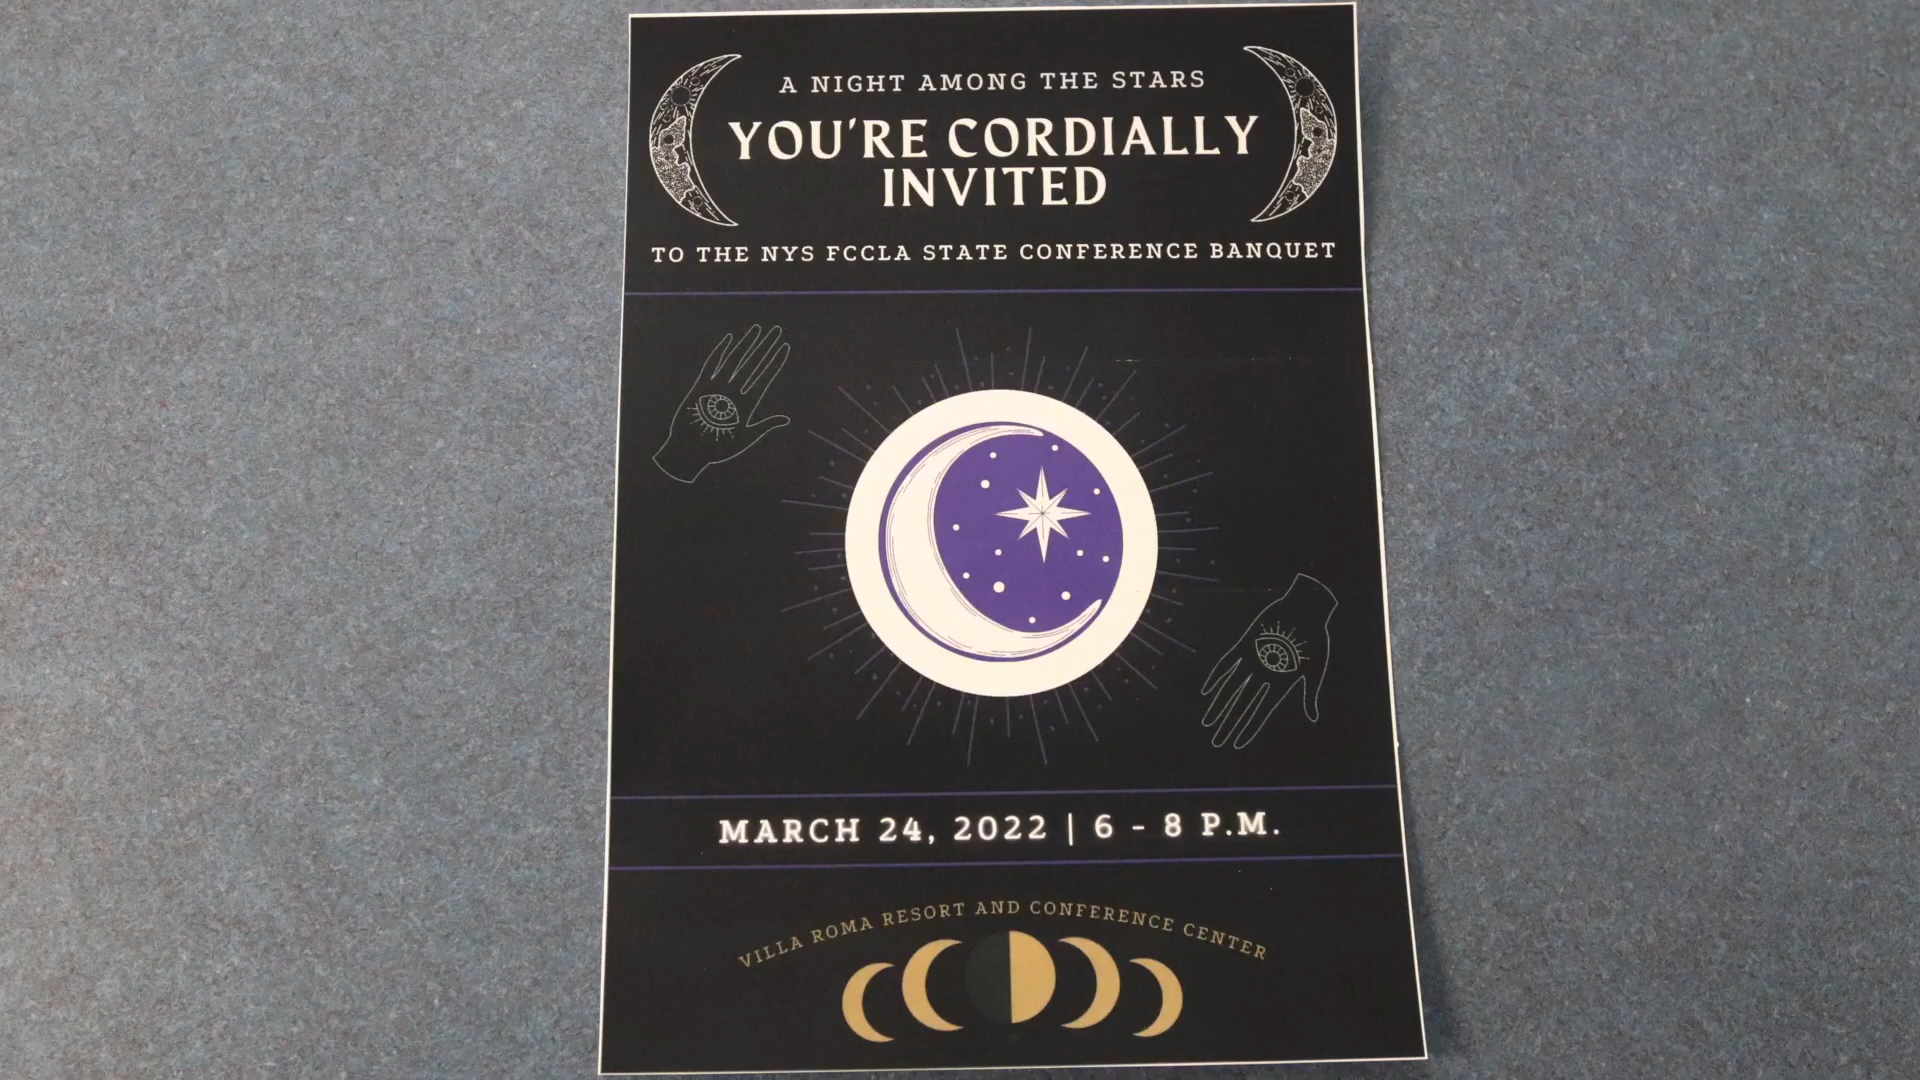 A NIGHT AMONG THE STARS
YOU'RE CORDIALLY
INVITED
TO THE NYS FCCLA STATE CONFERENCE BANQUET
MARCH 24, 2022 | 6 - 8 P.M.
VILLA ROMA RESORT AND CONFERENCE CENTER